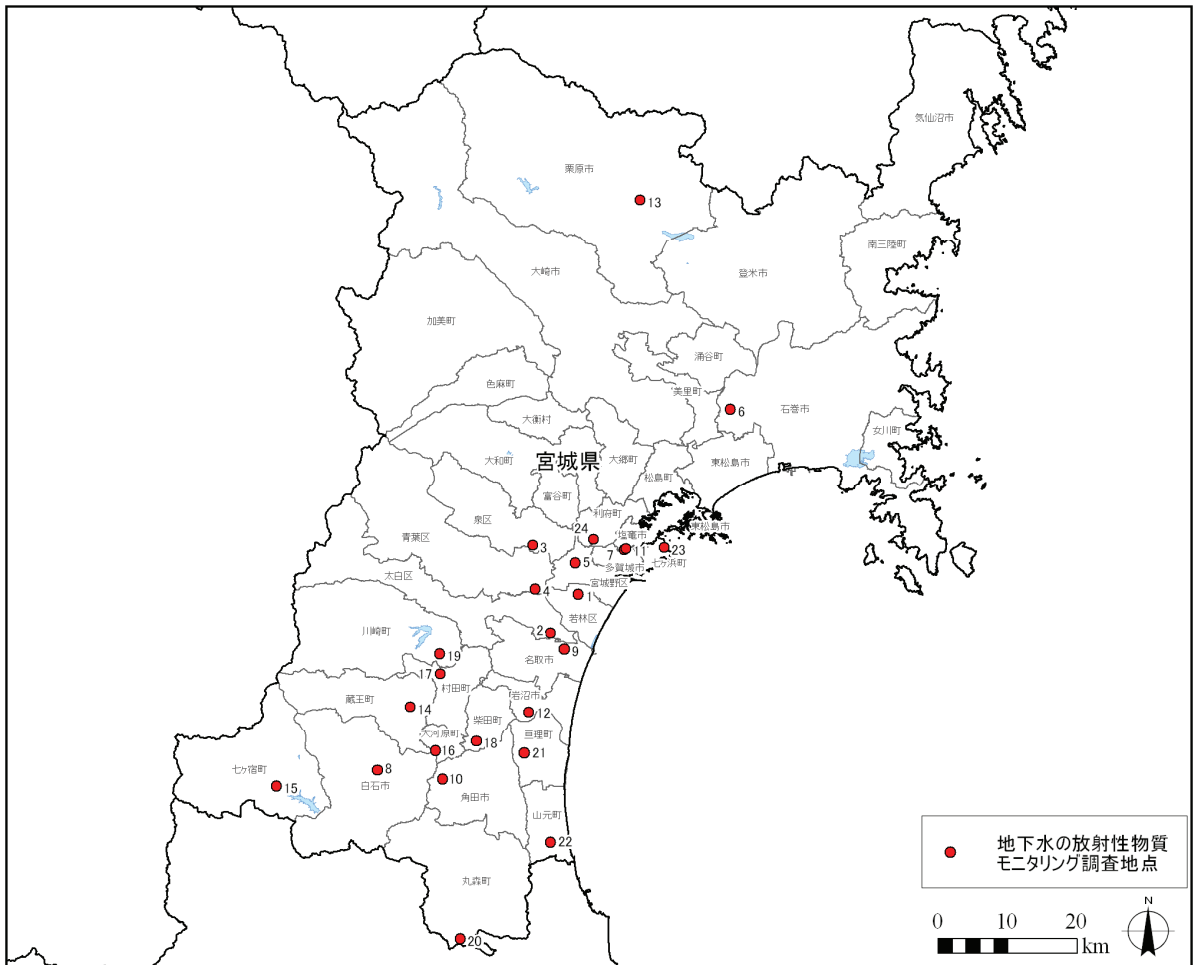 気仙沼市
栗原市
13
南三陸町
大崎市
登米市
加美町
涌谷町
色麻町
美里町
6
石巻市
大衡村
女川町
大和町
宮城県
大郷町
東松島市
松島町
富谷町
利府町
泉区
24
塩竈市
東松島市
青葉区
3
7
11
23
5
多賀城市
七ヶ浜町
太白区
宮城野区
4
1
若林区
川崎町
2
9
名取市
19
17
村田町
蔵王町
岩沼市
14
12
柴田町
大河原町
亘理町
18
16
21
七ヶ宿町
8
10
15
白石市
角田市
山元町
22
丸森町
20
地下水の放射性物質
モニタリング調査地点
N
0 10 20
km